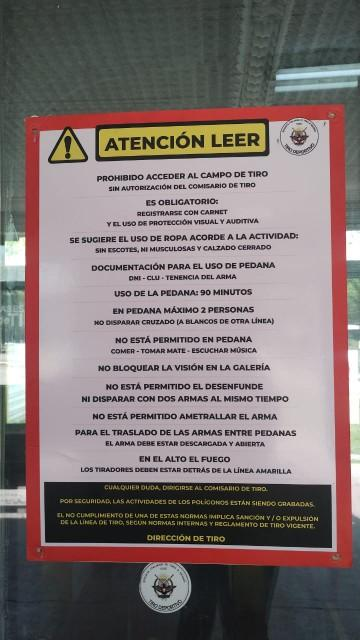 ATENCIÓN LEER
TIRO DEPORTIVO
PROHIBIDO ACCEDER AL CAMPO DE TIRO
SIN AUTORIZACIÓN DEL COMISARIO DE TIRO
ES OBLIGATORIO:
REGISTRARSE CON CARNET
Y EL USO DE PROTECCIÓN VISUAL Y AUDITIVA
SE SUGIERE EL USO DE ROPA ACORDE A LA ACTIVIDAD:
SIN ESCOTES, NI MUSCULOSAS Y CALZADO CERRADO
DOCUMENTACIÓN PARA EL USO DE PEDANA
DNI - CLU - TENENCIA DEL ARMA
USO DE LA PEDANA: 90 MINUTOS
EN PEDANA MÁXIMO 2 PERSONAS
NO DISPARAR CRUZADO (A BLANCOS DE OTRA LÍNEA)
NO ESTÁ PERMITIDO EN PEDANA
COMER - TOMAR MATE - ESCUCHAR MÚSICA
NO BLOQUEAR LA VISIÓN EN LA GALERÍA
NO ESTÁ PERMITIDO EL DESENFUNDE
NI DISPARAR CON DOS ARMAS AL MISMO TIEMPO
NO ESTÁ PERMITIDO AMETRALLAR EL ARMA
PARA EL TRASLADO DE LAS ARMAS ENTRE PEDANAS
EL ARMA DEBE ESTAR DESCARGADA Y ABIERTA
EN EL ALTO EL FUEGO
LOS TIRADORES DEBEN ESTAR DETRÁS DE LA LÍNEA AMARILLA
CUALQUIER DUDA, DIRIGIRSE AL COMISARIO DE TIRO.
POR SEGURIDAD, LAS ACTIVIDADES DE LOS POLÍGONOS ESTÁN SIENDO GRABADAS.
EL NO CUMPLIMIENTO DE UNA DE ESTAS NORMAS IMPLICA SANCIÓN Y / O EXPULSIÓN
DE LA LÍNEA DE TIRO, SEGÚN NORMAS INTERNAS Y REGLAMENTO DE TIRO VIGENTE.
DIRECCIÓN DE TIRO
TIRO DEPORTIVO